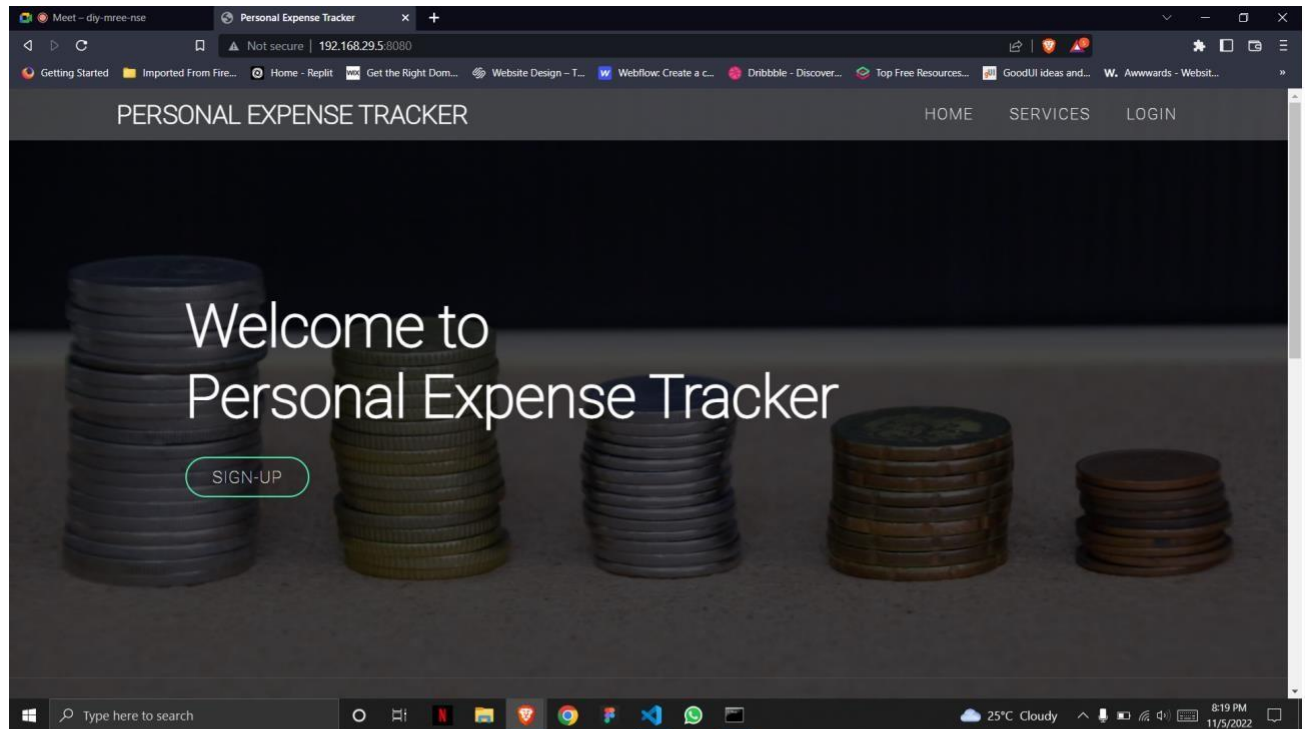 Meet – diy-mree-nse
Personal Expense Tracker
Not secure | 192.168.29.5:8080
Getting Started
Imported From Fire...
Home - Replit
WIX Get the Right Dom...
Website Design – T...
W Webflow: Create a c...
Dribbble - Discover...
Top Free Resources...
GoodUI ideas and...
W. Awwwards - Websit...
»
PERSONAL EXPENSE TRACKER
HOME SERVICES LOGIN
Welcome to
Personal Expense Tracker
SIGN-UP
Type here to search
25°C Cloudy
8:19 PM
11/5/2022